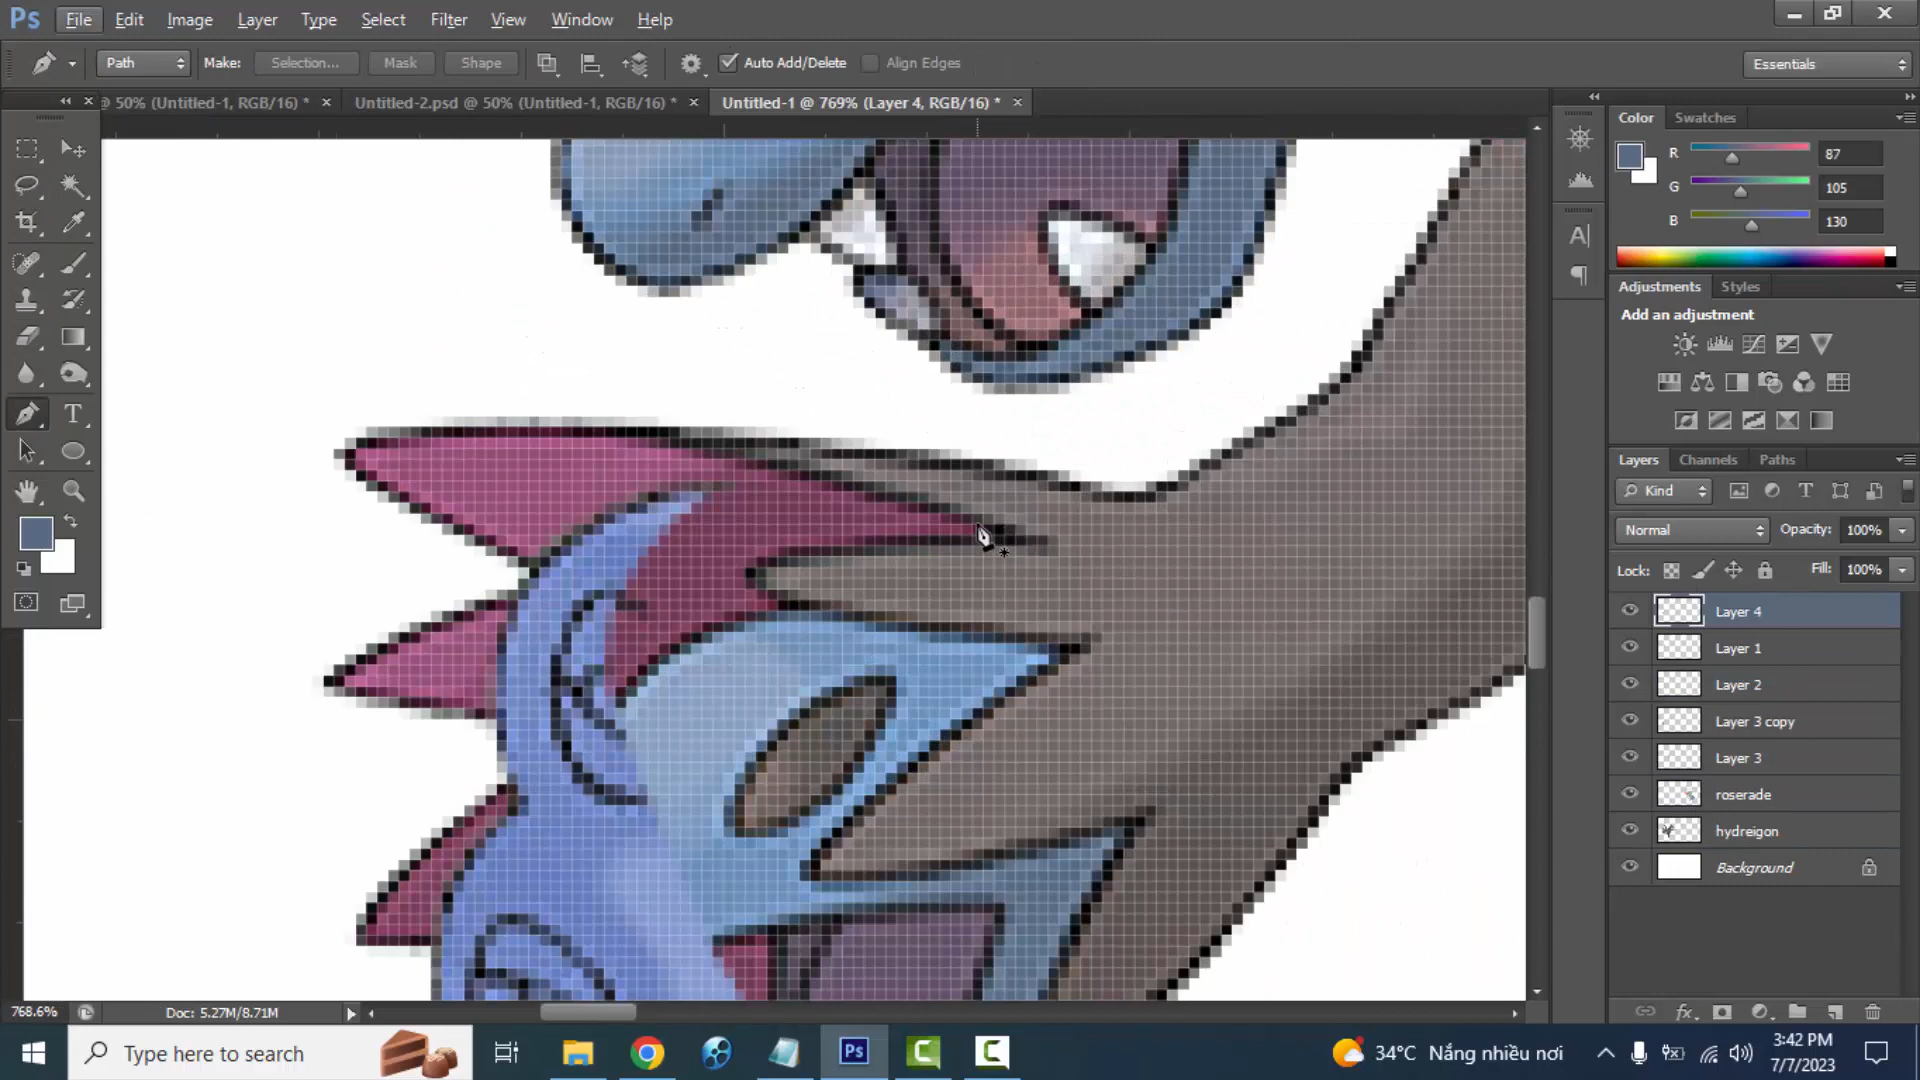 Ps File Edit Image Layer Type Select Filter View Window Help
Path Make: Selection... Mask Shape Auto Add/Delete Align Edges Essentials
@ 50% (Untitled-1, RGB/16) * Untitled-2.psd @ 50% (Untitled-1, RGB/16) * Untitled-1 @ 769% (Layer 4, RGB/16) *
Color Swatches
R 87
G 105
B 130
Adjustments Styles
Add an adjustment
Layers Channels Paths
Kind
Normal Opacity: 100%
Lock: Fill: 100%
Layer 4
Layer 1
Layer 2
Layer 3 copy
Layer 3
roserade
hydreigon
Background
768.6% Doc: 5.27M/8.71M
Type here to search
34°C Nắng nhiều nơi
3:42 PM
7/7/2023